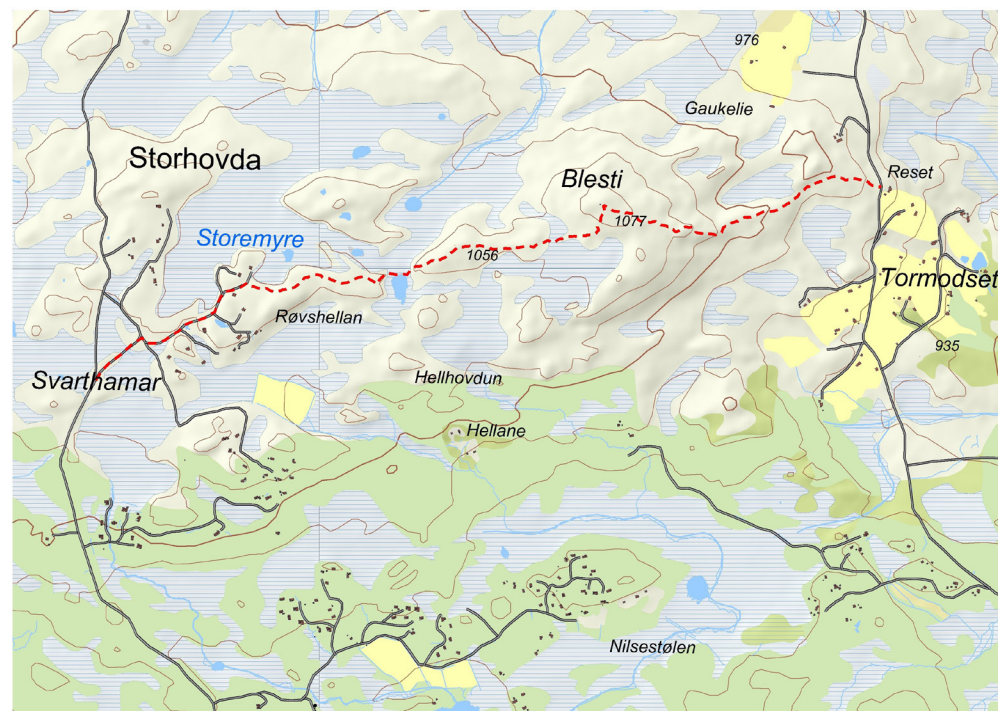 976
Gaukelie
Storhovda
Reset
Blesti
1077
Storemyre
1056
Tormodset
Røvshellan
935
Svarthamar
Hellhovdun
Hellane
Nilsestølen